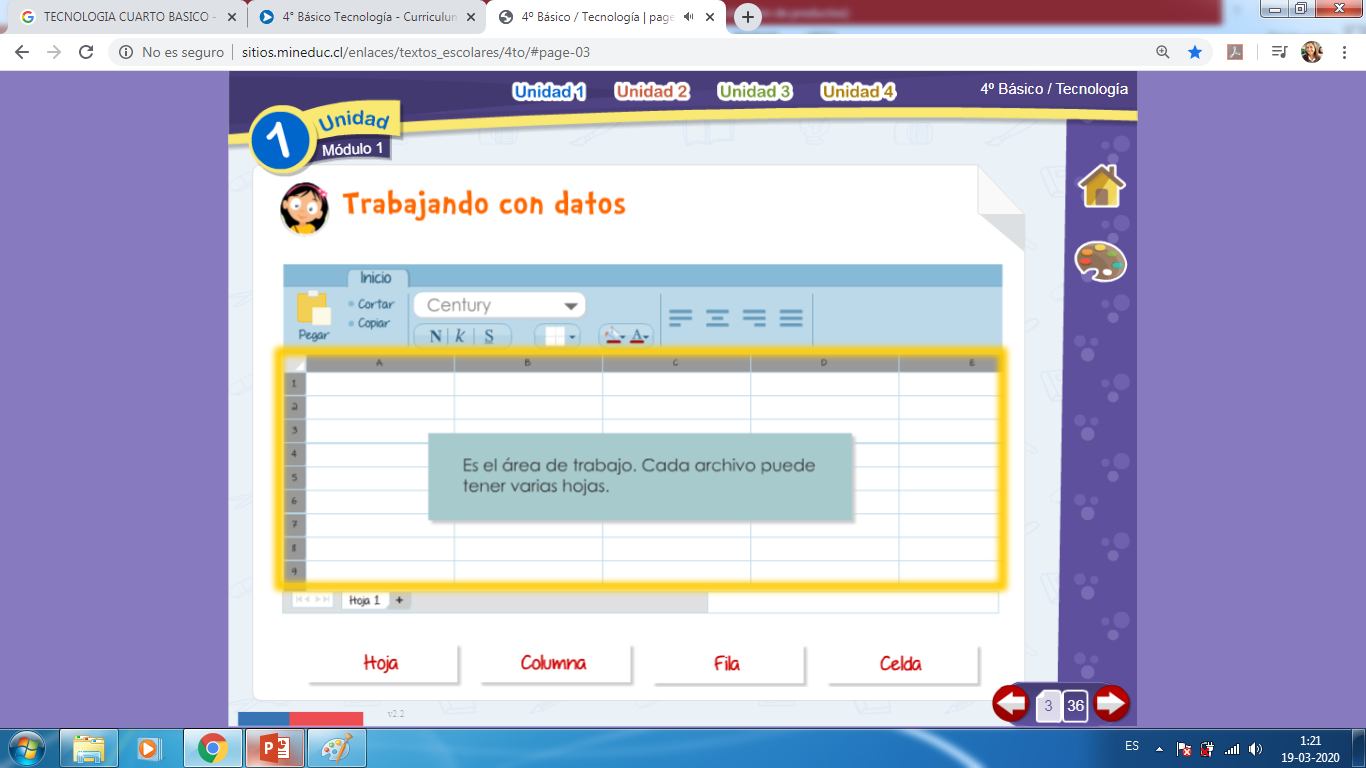 TECNOLOGIA CUARTO BASICO -
4° Básico Tecnología - Curriculun
4º Básico / Tecnología | page
No es seguro | sitios.mineduc.cl/enlaces/textos_escolares/4to/#page-03
Unidad 1 Unidad 2 Unidad 3 Unidad 4
4º Básico / Tecnología
1 Unidad
Módulo 1
Trabajando con datos
Inicio
Pegar
Cortar
Copiar
Century
N k S
A
A B C D E
1
2
3
4
5
6
7
8
9
Es el área de trabajo. Cada archivo puede
tener varias hojas.
Hoja 1 +
Hoja Columna Fila Celda
v2.2
3 36
ES
1:21
19-03-2020